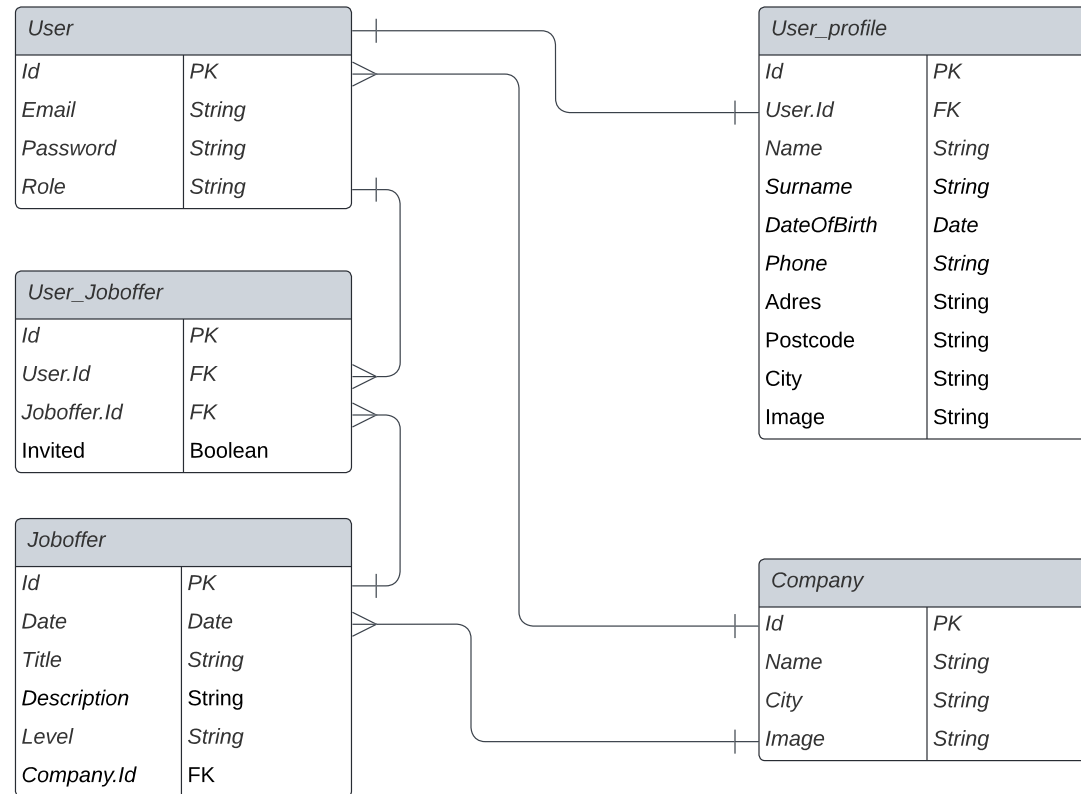 User
Id PK
Email String
Password String
Role String
User_Joboffer
Id PK
User.Id FK
Joboffer.Id FK
Invited Boolean
Joboffer
Id PK
Date Date
Title String
Description String
Level String
Company.Id FK
User_profile
Id PK
User.Id FK
Name String
Surname String
DateOfBirth Date
Phone String
Adres String
Postcode String
City String
Image String
Company
Id PK
Name String
City String
Image String